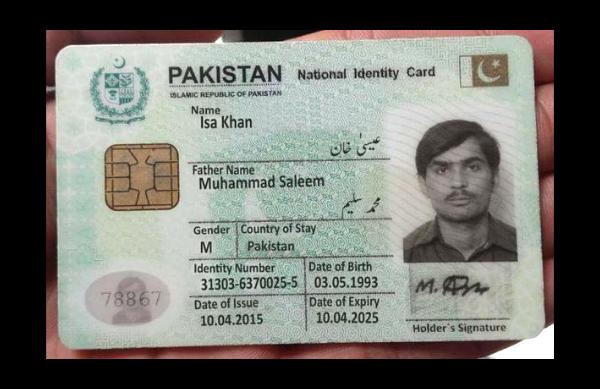 PAKISTAN National Identity Card
ISLAMIC REPUBLIC OF PAKISTAN
Name
Isa Khan
عیسیٰ خان
Father Name
Muhammad Saleem
محمد سلیم
Gender Country of Stay
M Pakistan
Identity Number Date of Birth
31303-6370025-5 03.05.1993
Date of Issue Date of Expiry
10.04.2015 10.04.2025
78867
Holder's Signature